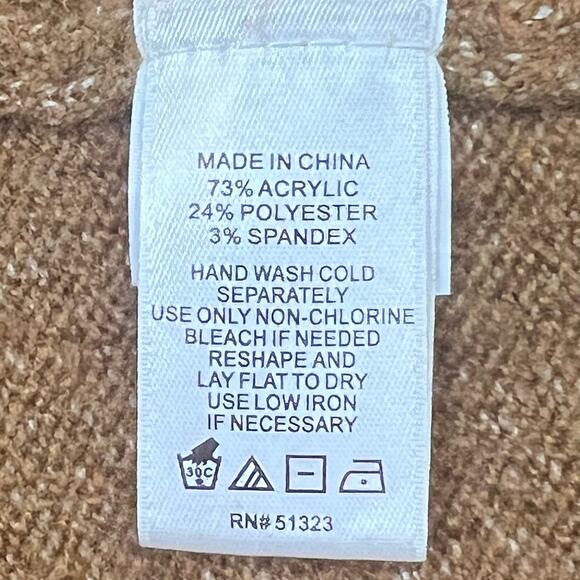 MADE IN CHINA
73% ACRYLIC
24% POLYESTER
3% SPANDEX
HAND WASH COLD
SEPARATELY
USE ONLY NON-CHLORINE
BLEACH IF NEEDED
RESHAPE AND
LAY FLAT TO DRY
USE LOW IRON
IF NECESSARY
30C
RN# 51323